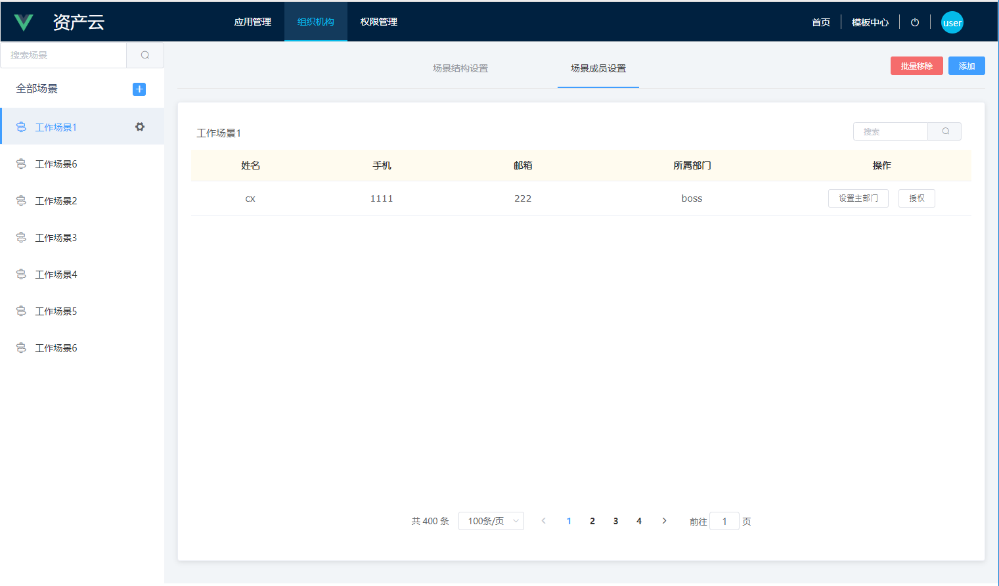 资产云
应用管理
组织机构
权限管理
首页
模板中心
user
搜索场景
全部场景
工作场景1
工作场景6
工作场景2
工作场景3
工作场景4
工作场景5
工作场景6
场景结构设置
场景成员设置
批量移除
添加
工作场景1
搜索
姓名 手机 邮箱 所属部门 操作
cx 1111 222 boss 设置主部门 授权
共 400 条 100条/页 1 2 3 4 前往 1 页